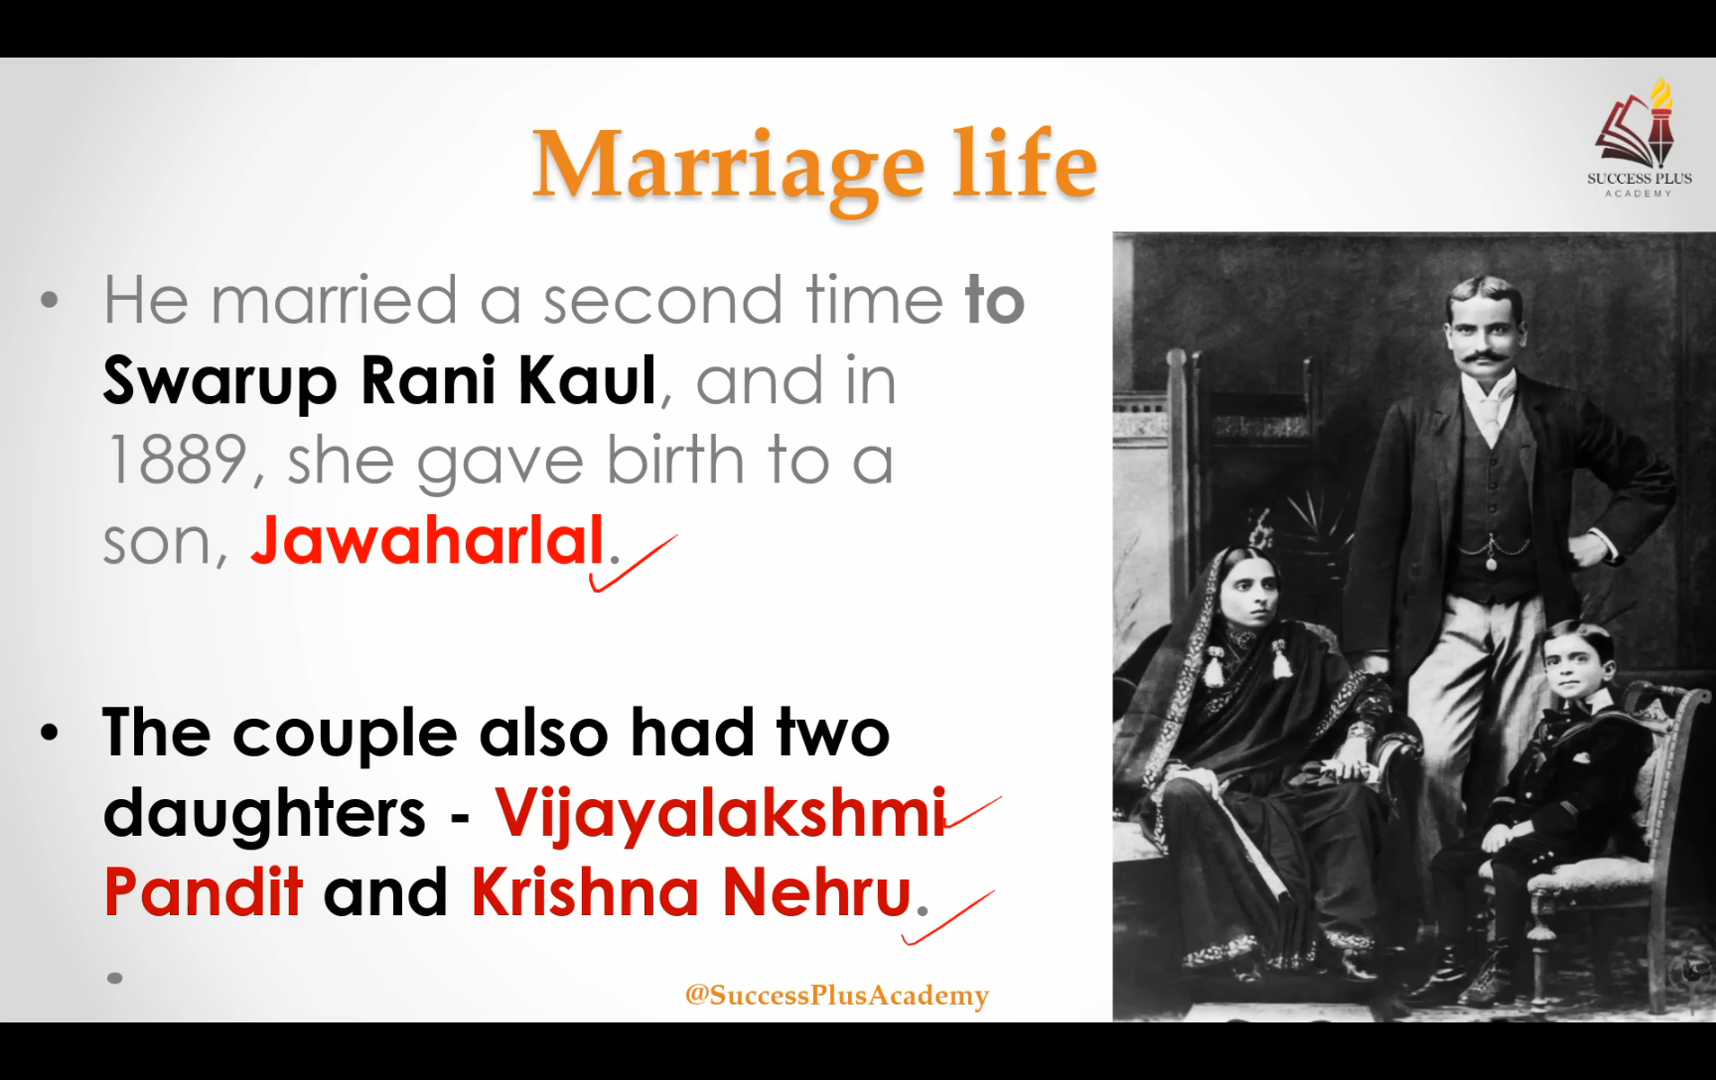 SUCCESS PLUS
ACADEMY
Marriage life
• He married a second time to
Swarup Rani Kaul, and in
1889, she gave birth to a
son, Jawaharlal.
• The couple also had two
daughters - Vijayalakshmi
Pandit and Krishna Nehru.
•
@SuccessPlusAcademy